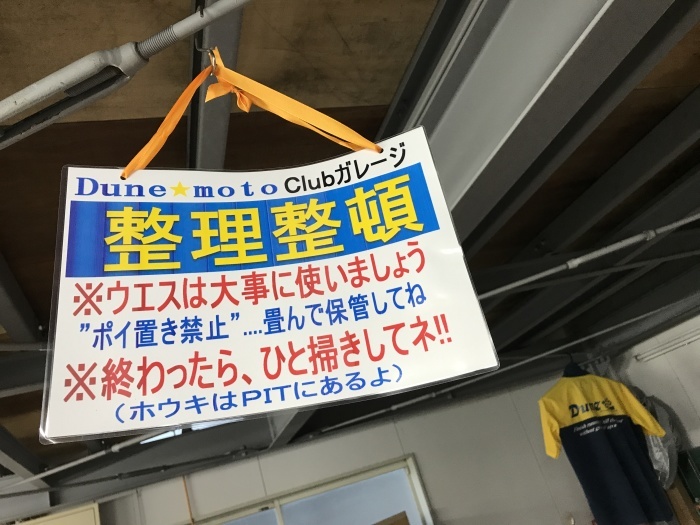 Dune★moto Clubガレージ
整理整頓
※ウエスは大事に使いましょう
”ポイ置き禁止”....畳んで保管してね
※終わったら、ひと掃きしてネ!!
(ホウキはPITにあるよ)
Dune